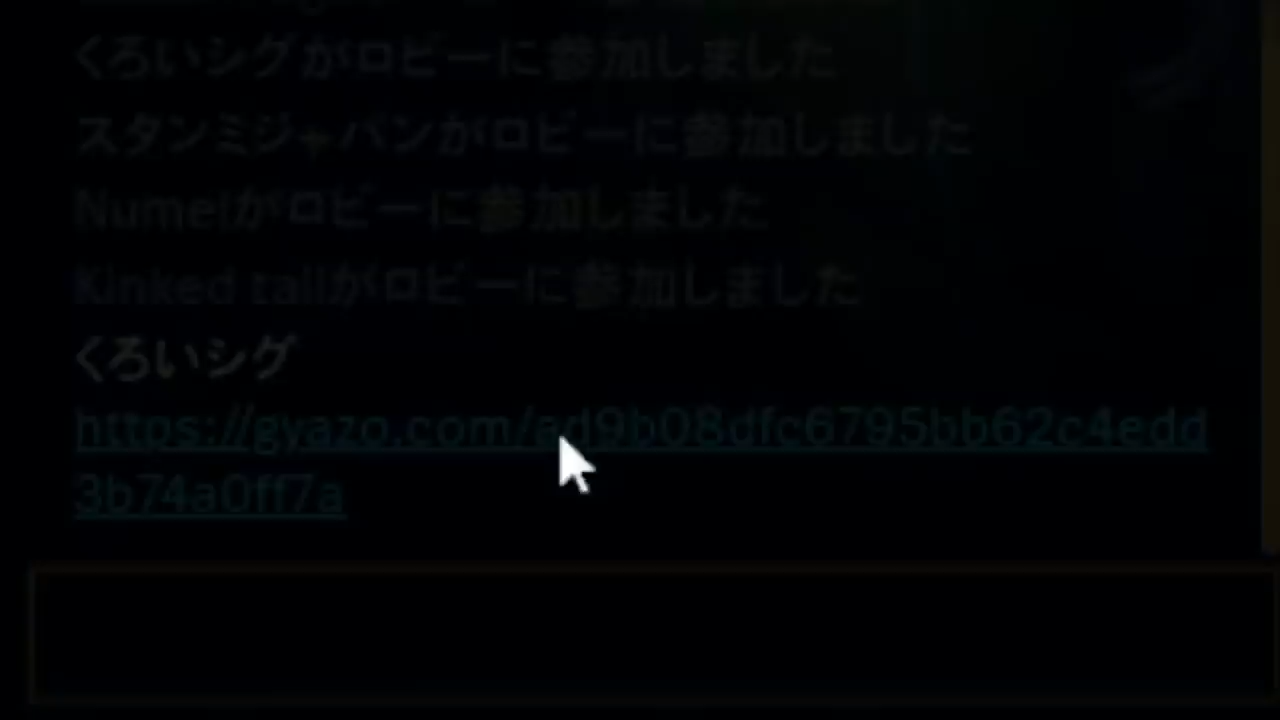 くろいシグがロビーに参加しました
スタンミジャパンがロビーに参加しました
Numelがロビーに参加しました
Kinked tailがロビーに参加しました
くろいシグ
https://gyazo.com/ad9b08dfc6795bb62c4edd
3b74a0ff7a